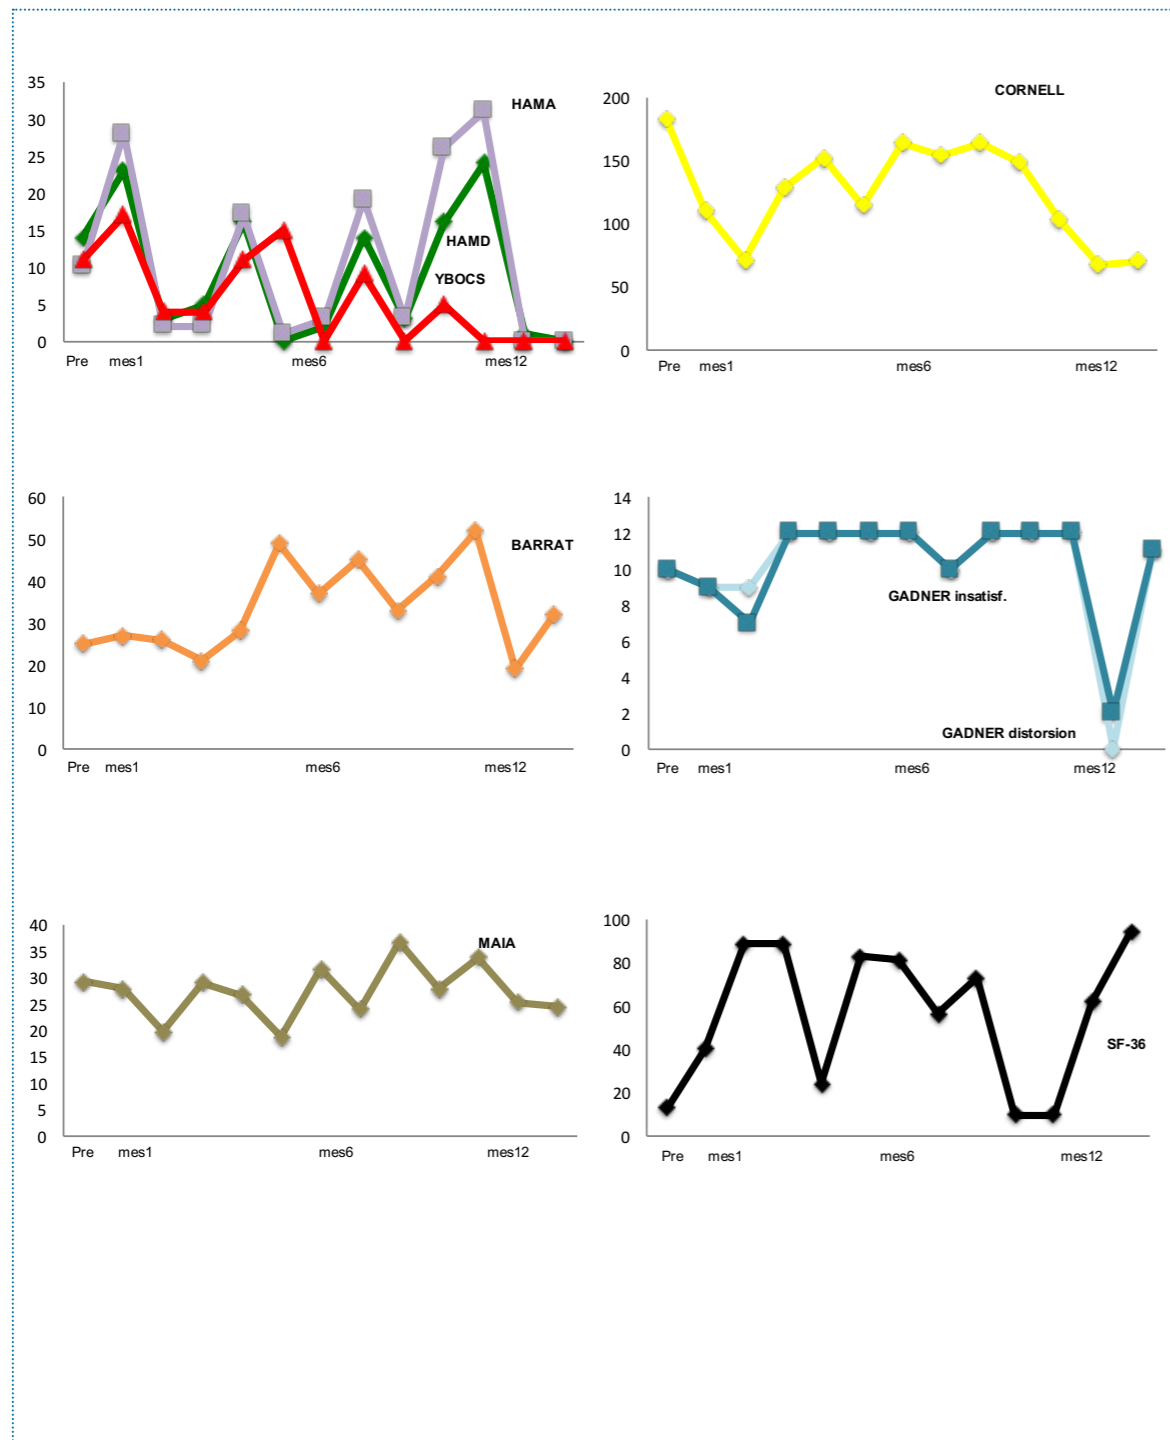 35
30
25
20
15
10
5
0
HAMA
HAMD
YBOCS
Pre mes1 mes6 mes12
CORNELL
200
150
100
50
0
Pre mes1 mes6 mes12
60
50
40
30
20
10
0
BARRAT
Pre mes1 mes6 mes12
14
12
10
8
6
4
2
0
GADNER insatisf.
GADNER distorsion
Pre mes1 mes6 mes12
40
35
30
25
20
15
10
5
0
MAIA
Pre mes1 mes6 mes12
100
80
60
40
20
0
SF-36
Pre mes1 mes6 mes12